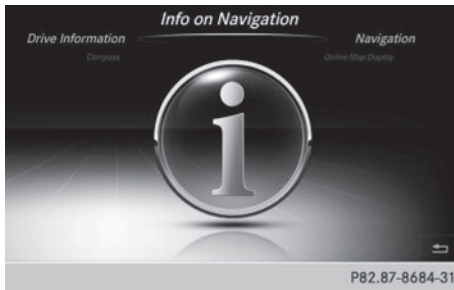 Info on Navigation
Drive Information
Navigation
Compass
Online Map Display
P82.87-8684-31